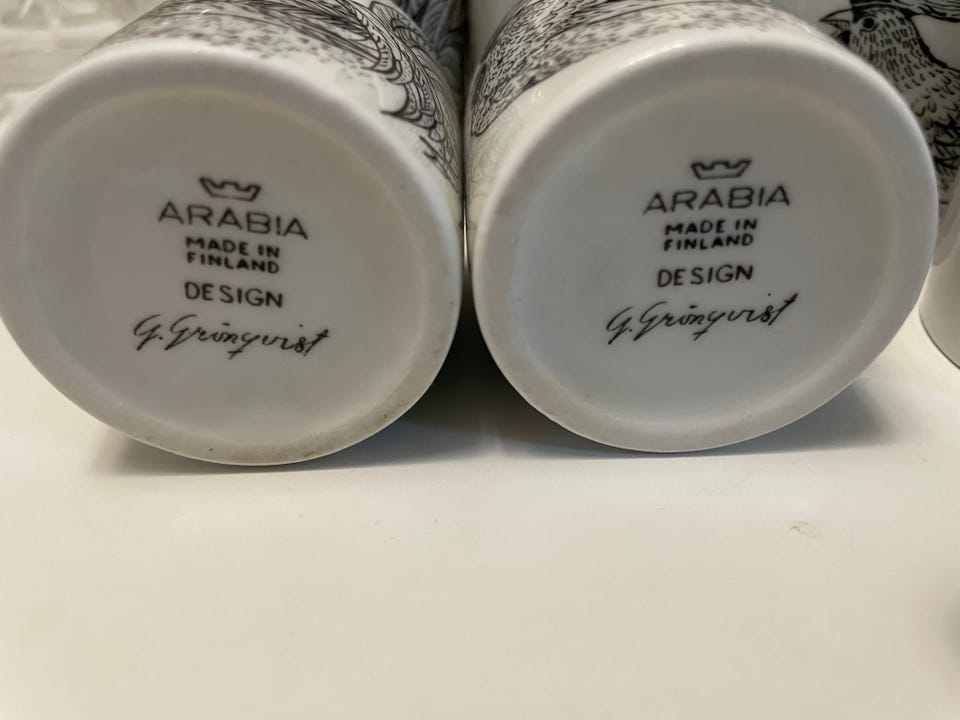 ARABIA
MADE IN
FINLAND
DESIGN
G. Grönqvist
ARABIA
MADE IN
FINLAND
DESIGN
G. Grönqvist